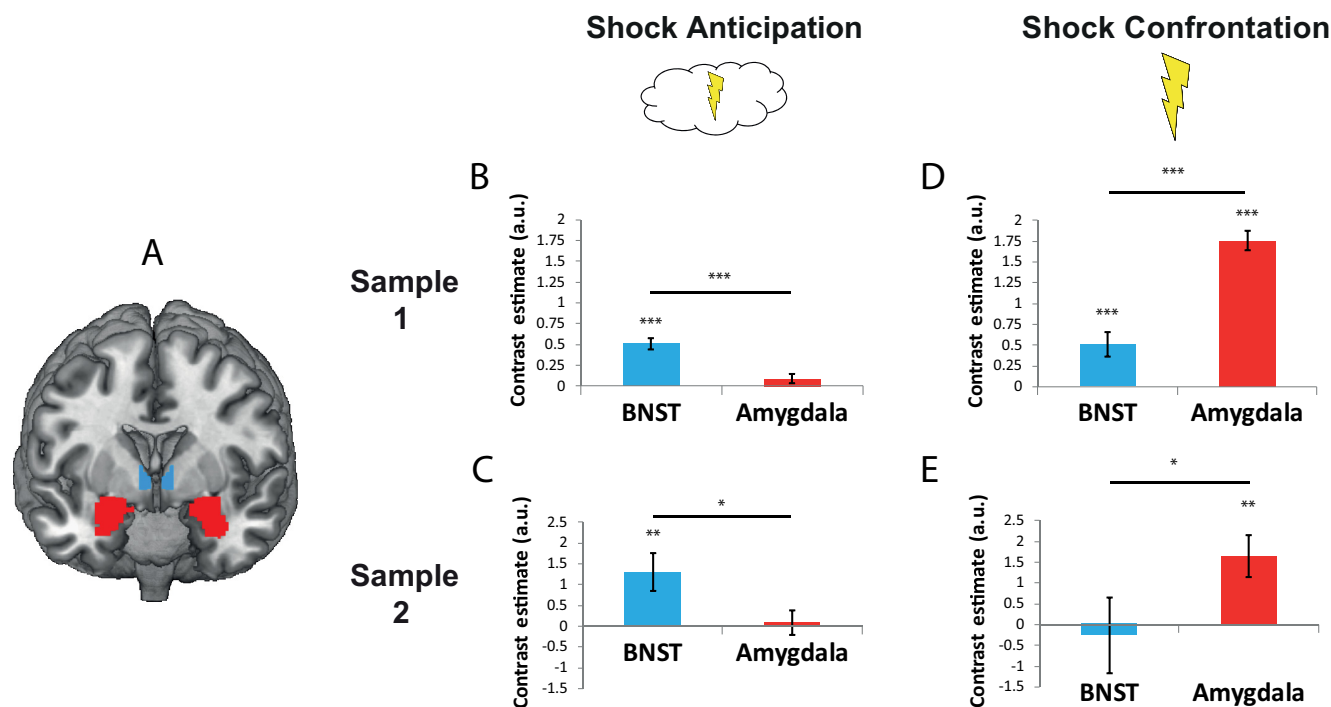 Shock Anticipation
Shock Confrontation
A
Sample
1
Sample
2
B
Contrast estimate (a.u.)
2
1.75
1.5
1.25
1
0.75
0.5
0.25
0
***
***
BNST
Amygdala
D
Contrast estimate (a.u.)
2
1.75
1.5
1.25
1
0.75
0.5
0.25
0
***
***
***
BNST
Amygdala
C
Contrast estimate (a.u.)
2.5
2
1.5
1
0.5
0
-0.5
-1
-1.5
*
**
BNST
Amygdala
E
Contrast estimate (a.u.)
2.5
2
1.5
1
0.5
0
-0.5
-1
-1.5
*
**
BNST
Amygdala